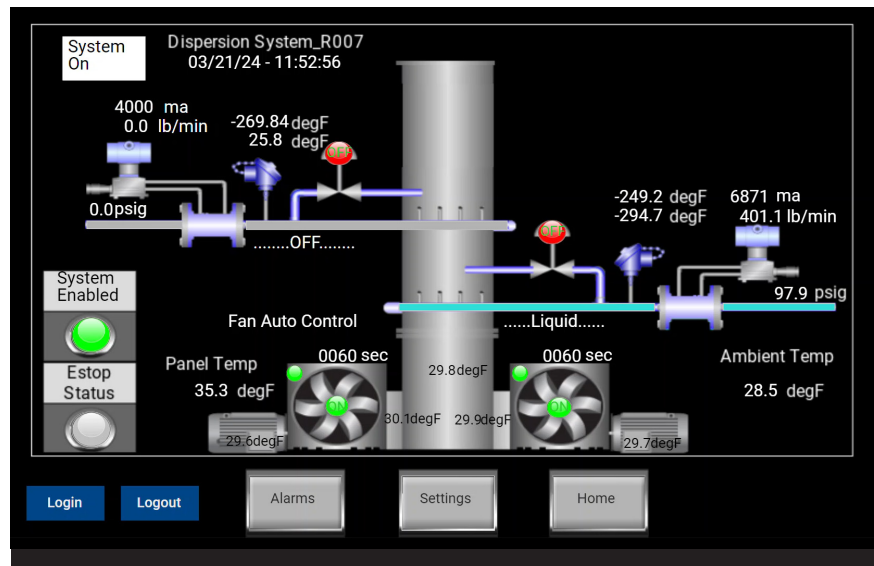 System
On
Dispersion System_R007
03/21/24 - 11:52:56
4000 ma
0.0 lb/min
-269.84 degF
25.8 degF
OFF
0.0psig
........OFF........
-249.2 degF
-294.7 degF
6871 ma
401.1 lb/min
OFF
97.9 psig
System
Enabled
Fan Auto Control
......Liquid......
Estop
Status
Panel Temp
35.3 degF
0060 sec
29.8degF
0060 sec
Ambient Temp
28.5 degF
ON
30.1degF
29.9degF
ON
29.6degF
29.7degF
Login
Logout
Alarms
Settings
Home